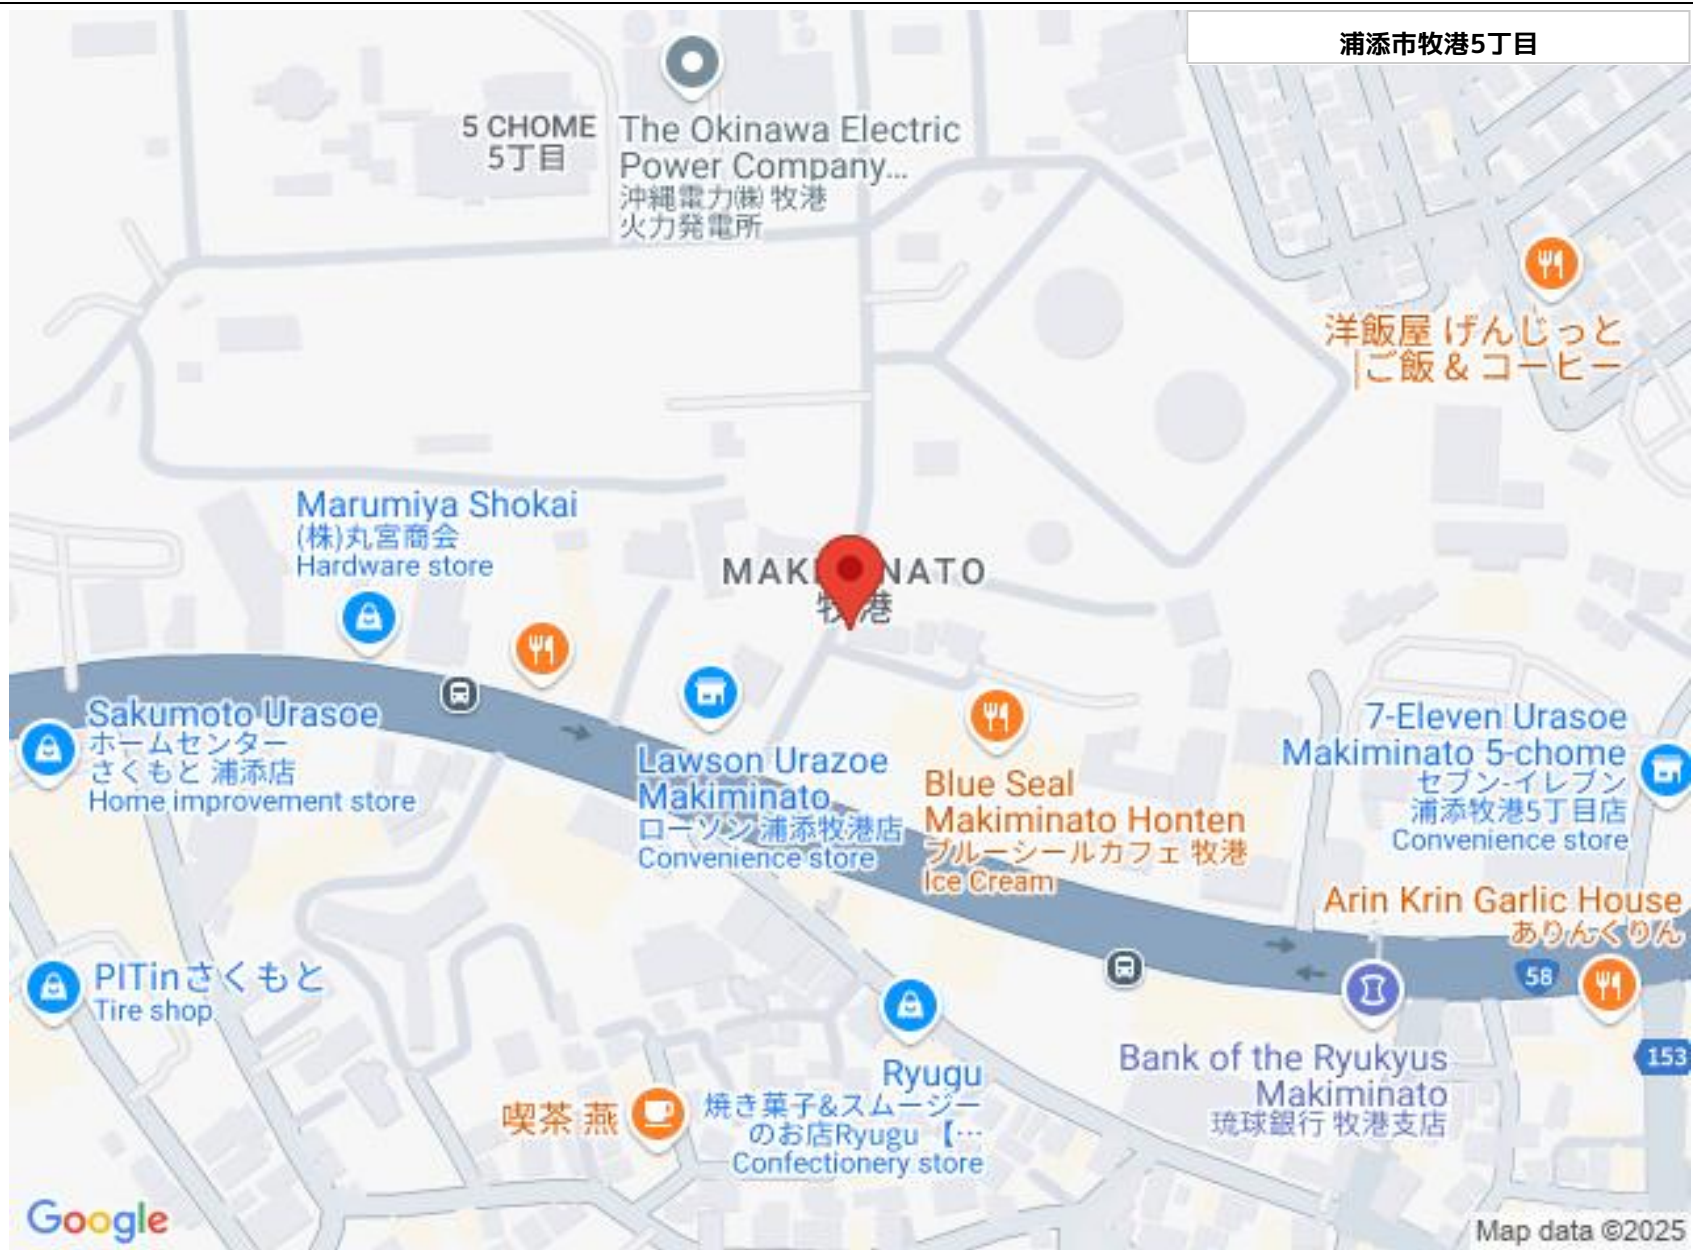 浦添市牧港5丁目
5 CHOME
5丁目
The Okinawa Electric
Power Company...
沖縄電力㈱ 牧港
火力発電所
洋飯屋 げんじっと
|ご飯 & コーヒー
Marumiya Shokai
(株)丸宮商会
Hardware store
牧港
Sakumoto Urasoe
ホームセンター
さくもと 浦添店
Home improvement store
Lawson Urazoe
Makiminato
ローソン 浦添牧港店
Convenience store
Blue Seal
Makiminato Honten
ブルーシールカフェ 牧港
Ice Cream
7-Eleven Urasoe
Makiminato 5-chome
セブン-イレブン
浦添牧港5丁目店
Convenience store
Arin Krin Garlic House
ありんくりん
58
153
PITinさくもと
Tire shop
Ryugu
焼き菓子&スムージー
のお店Ryugu 【…
Confectionery store
喫茶 燕
Bank of the Ryukyus
Makiminato
琉球銀行 牧港支店
Google
Map data ©2025